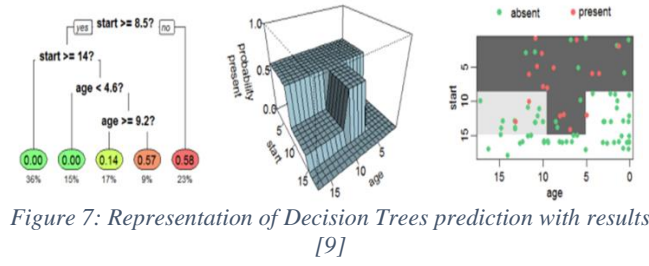 yes
start >= 8.5?
no
start >= 14?
age < 4.6?
age >= 9.2?
0.00
0.00
0.14
0.57
0.58
36%
15%
17%
9%
23%
probability
present
1.0
0.5
0.0
start
5
10
15
age
5
10
15
absent
present
start
5
10
15
15
10
5
0
age
Figure 7: Representation of Decision Trees prediction with results
[9]